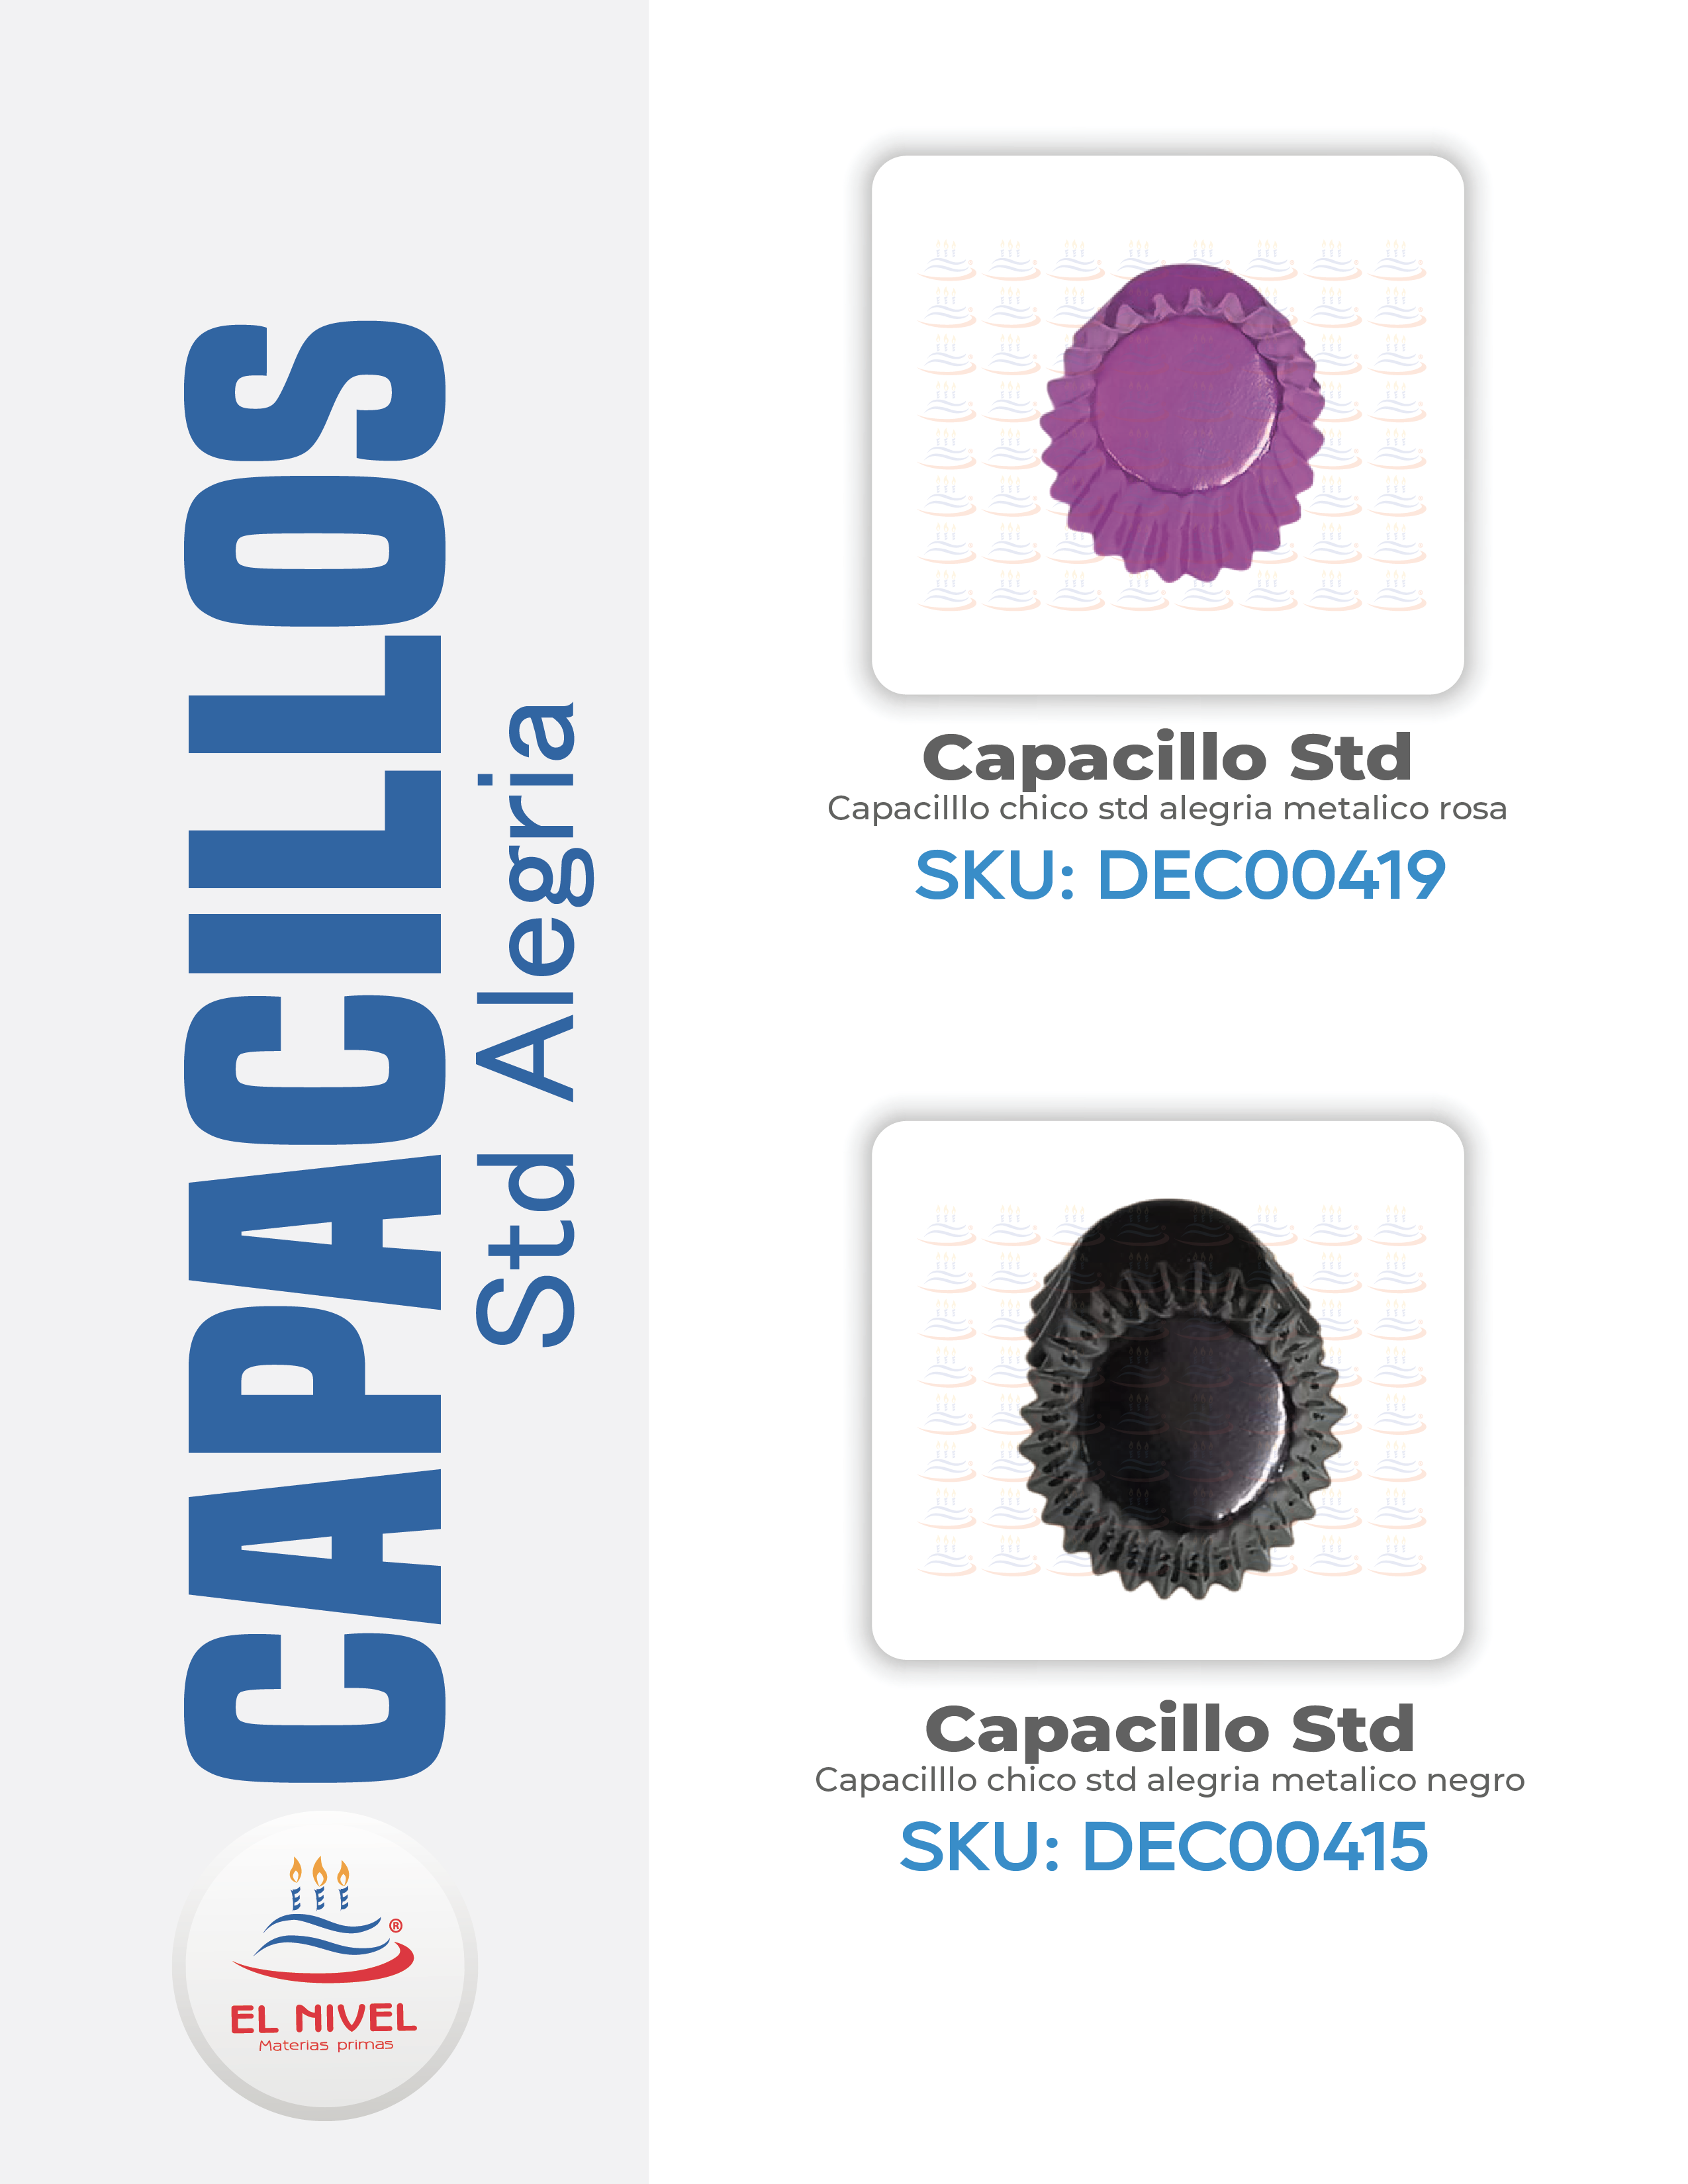 CAPACILLOS
Std Alegria
Capacillo Std
Capacilllo chico std alegria metalico rosa
SKU: DEC00419
Capacillo Std
Capacilllo chico std alegria metalico negro
SKU: DEC00415
®
EL NIVEL
Materias primas